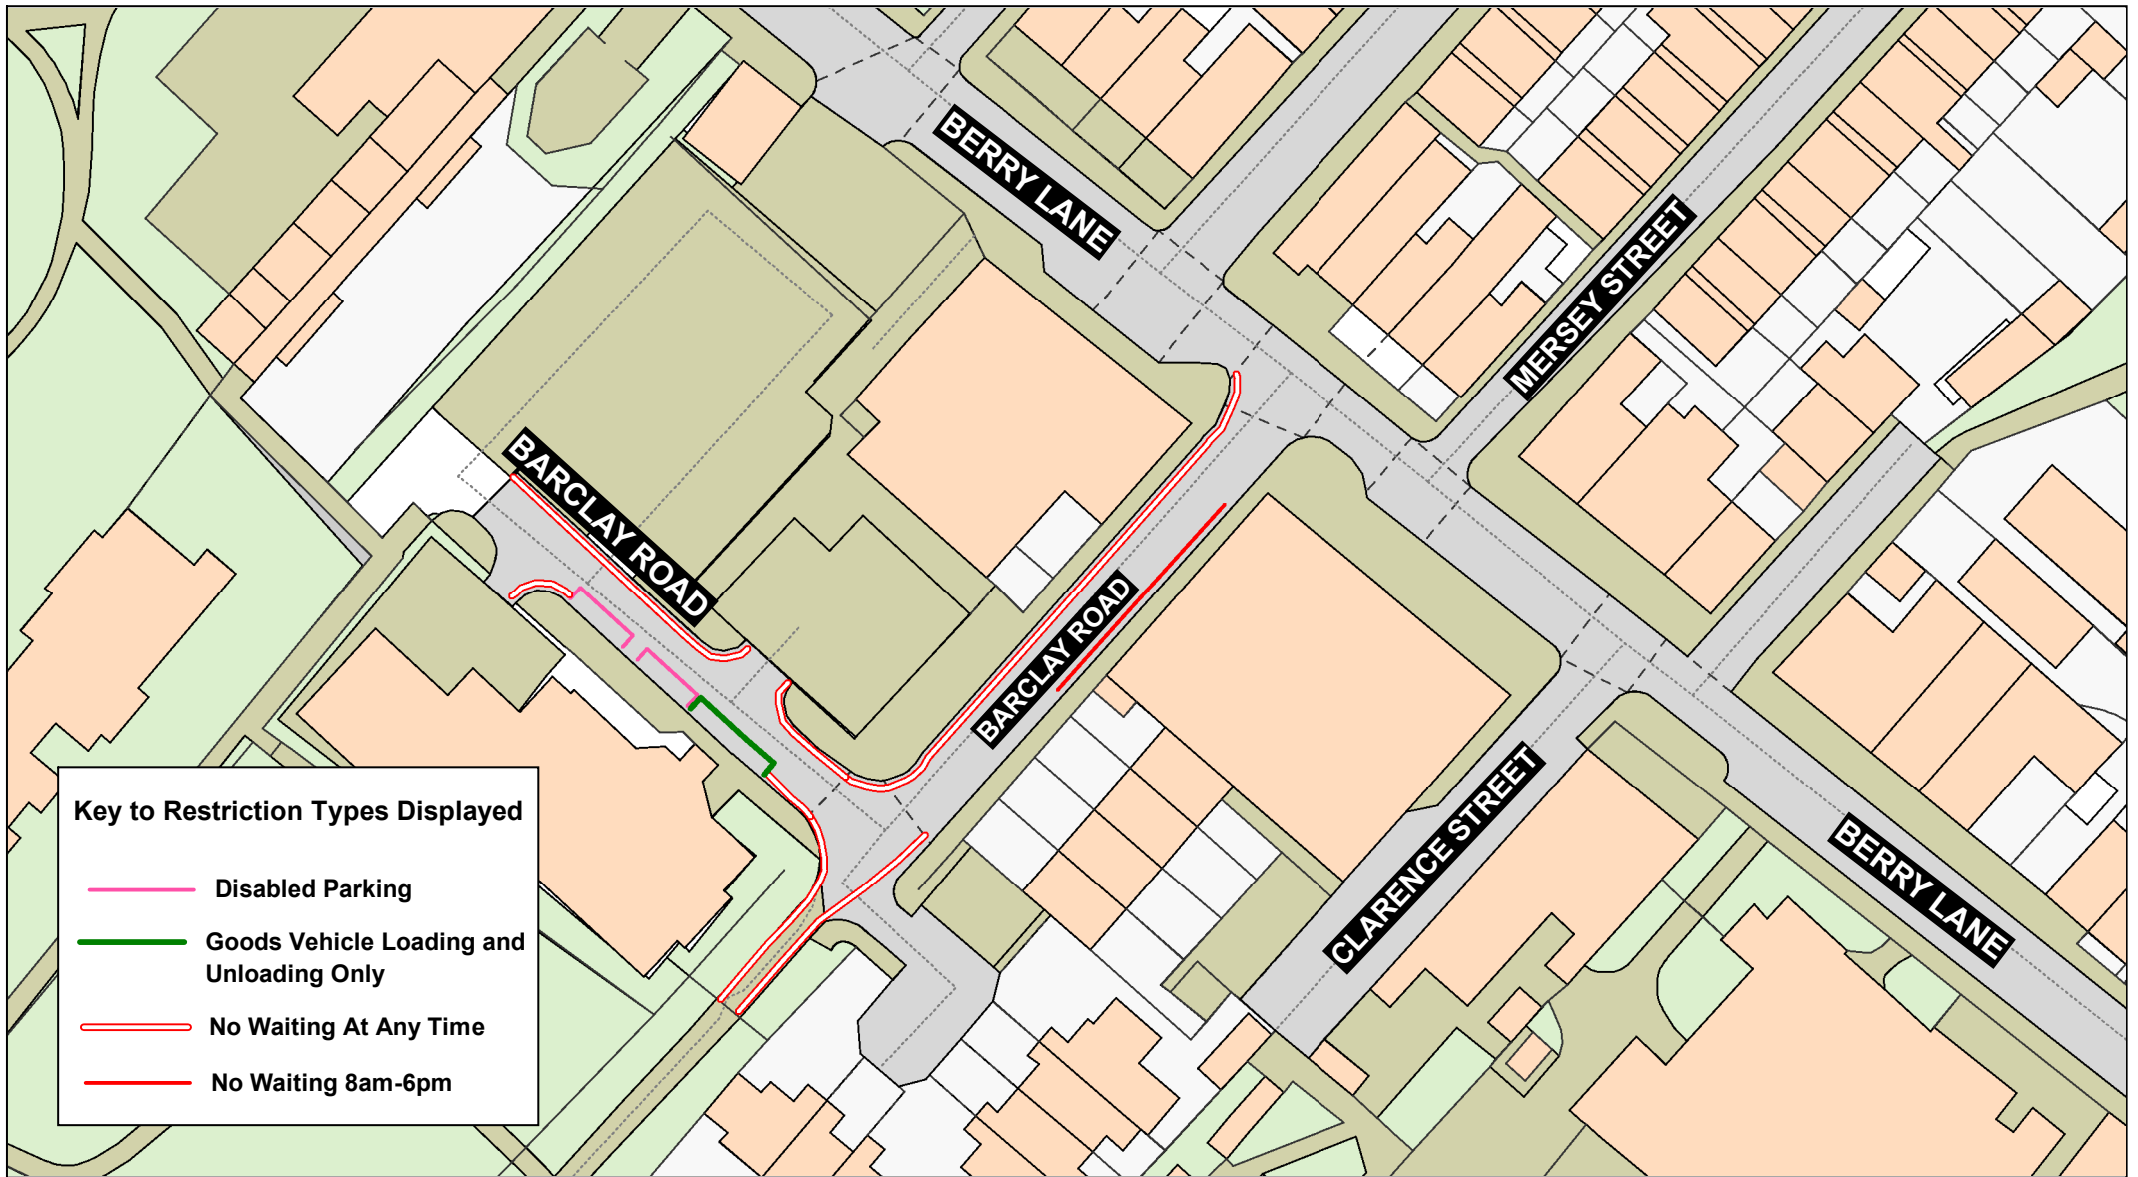 BERRY LANE
MERSEY STREET
BARCLAY ROAD
BARCLAY ROAD
CLARENCE STREET
BERRY LANE
Key to Restriction Types Displayed
Disabled Parking
Goods Vehicle Loading and
Unloading Only
No Waiting At Any Time
No Waiting 8am-6pm